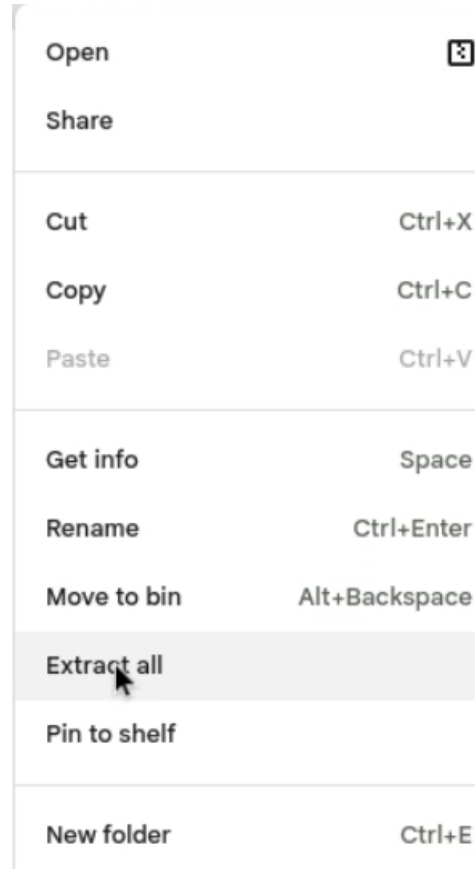 Open
Share
Cut Ctrl+X
Copy Ctrl+C
Paste Ctrl+V
Get info Space
Rename Ctrl+Enter
Move to bin Alt+Backspace
Extract all
Pin to shelf
New folder Ctrl+E